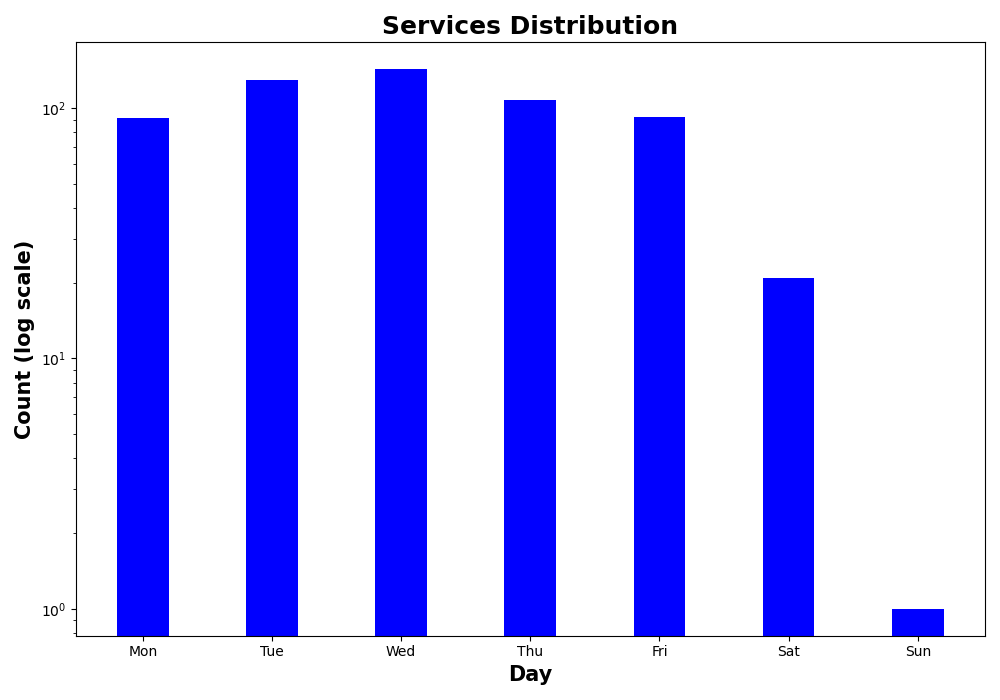 Services Distribution
Count (log scale)
10²
10¹
10⁰
Mon Tue Wed Thu Fri Sat Sun
Day